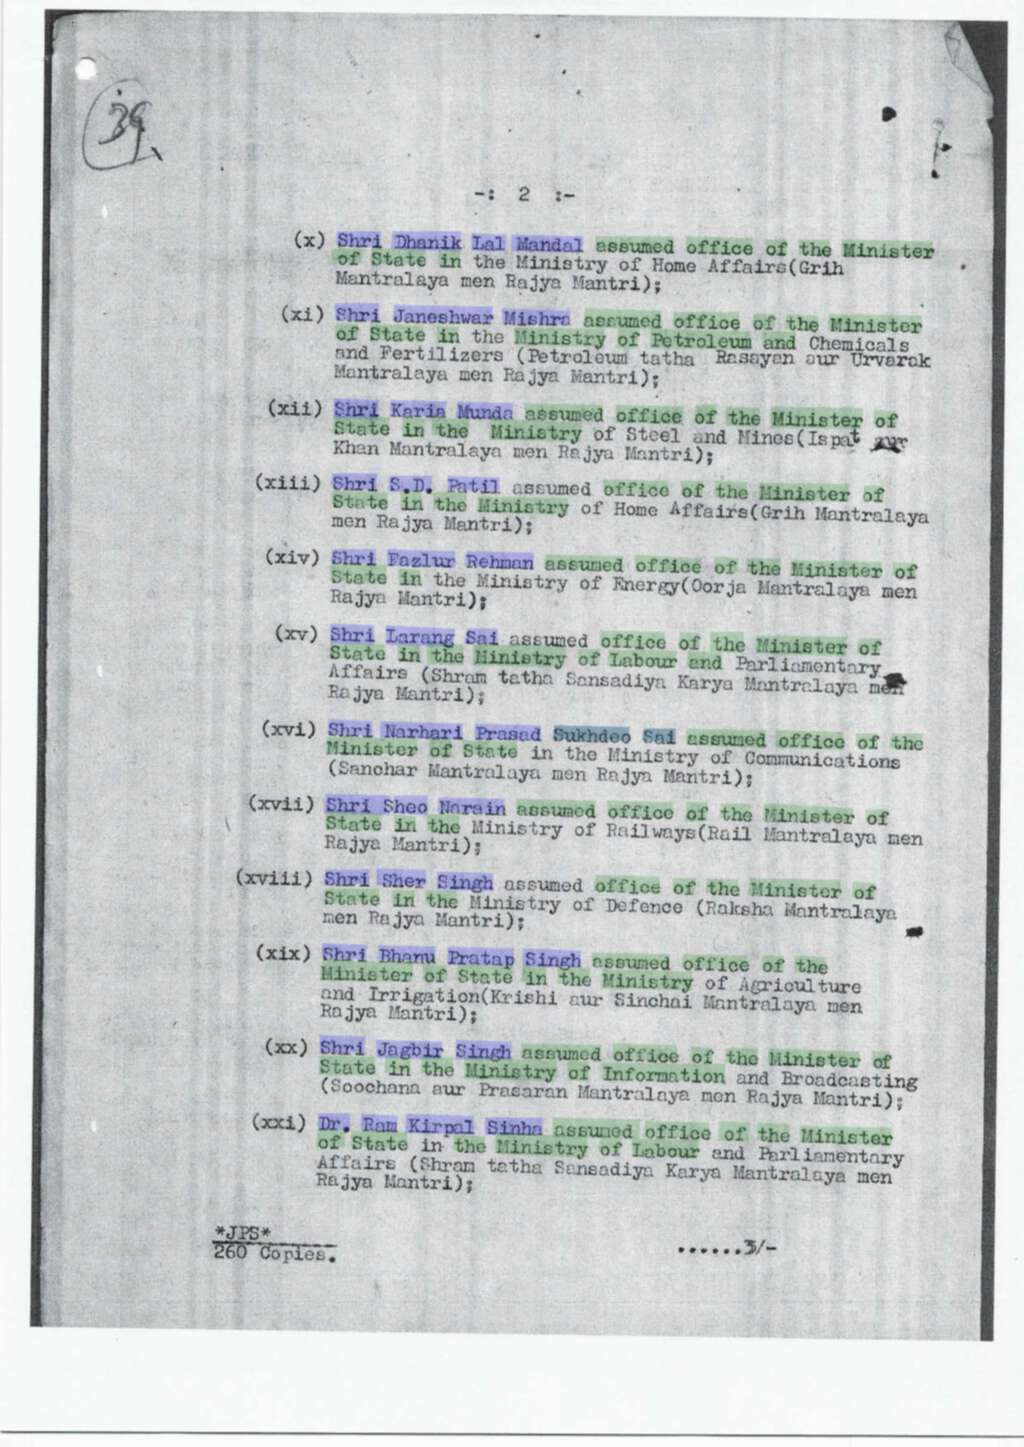 39
-: 2 :-
(x) Shri Dhanik Lal Mandal assumed office of the Minister
of State in the Ministry of Home Affairs(Grih
Mantralaya men Rajya Mantri);
(xi) Shri Janeshwar Mishra assumed office of the Minister
of State in the Ministry of Petroleum and Chemicals
and Fertilizers (Petroleum tatha Rasayan aur Urvarak
Mantralaya men Rajya Mantri);
(xii) Shri Karia Munda assumed office of the Minister of
State in the Ministry of Steel and Mines(Ispat aur
Khan Mantralaya men Rajya Mantri);
(xiii) Shri S.D. Patil assumed office of the Minister of
State in the Ministry of Home Affairs(Grih Mantralaya
men Rajya Mantri);
(xiv) Shri Fazlur Rehman assumed office of the Minister of
State in the Ministry of Energy(Oorja Mantralaya men
Rajya Mantri);
(xv) Shri Larang Sai assumed office of the Minister of
State in the Ministry of Labour and Parliamentary
Affairs (Shram tatha Sansadiya Karya Mantralaya men
Rajya Mantri);
(xvi) Shri Narhari Prasad Sukhdeo Sai assumed office of the
Minister of State in the Ministry of Communications
(Sanchar Mantralaya men Rajya Mantri);
(xvii) Shri Sheo Narain assumed office of the Minister of
State in the Ministry of Railways(Rail Mantralaya men
Rajya Mantri);
(xviii) Shri Sher Singh assumed office of the Minister of
State in the Ministry of Defence (Raksha Mantralaya
men Rajya Mantri);
(xix) Shri Bhanu Pratap Singh assumed office of the
Minister of State in the Ministry of Agriculture
and Irrigation(Krishi aur Sinchai Mantralaya men
Rajya Mantri);
(xx) Shri Jagbir Singh assumed office of the Minister of
State in the Ministry of Information and Broadcasting
(Soochana aur Prasaran Mantralaya men Rajya Mantri);
(xxi) Dr. Ram Kirpal Sinha assumed office of the Minister
of State in the Ministry of Labour and Parliamentary
Affairs (Shram tatha Sansadiya Karya Mantralaya men
Rajya Mantri);
*JPS*
260 Copies.
......3/-